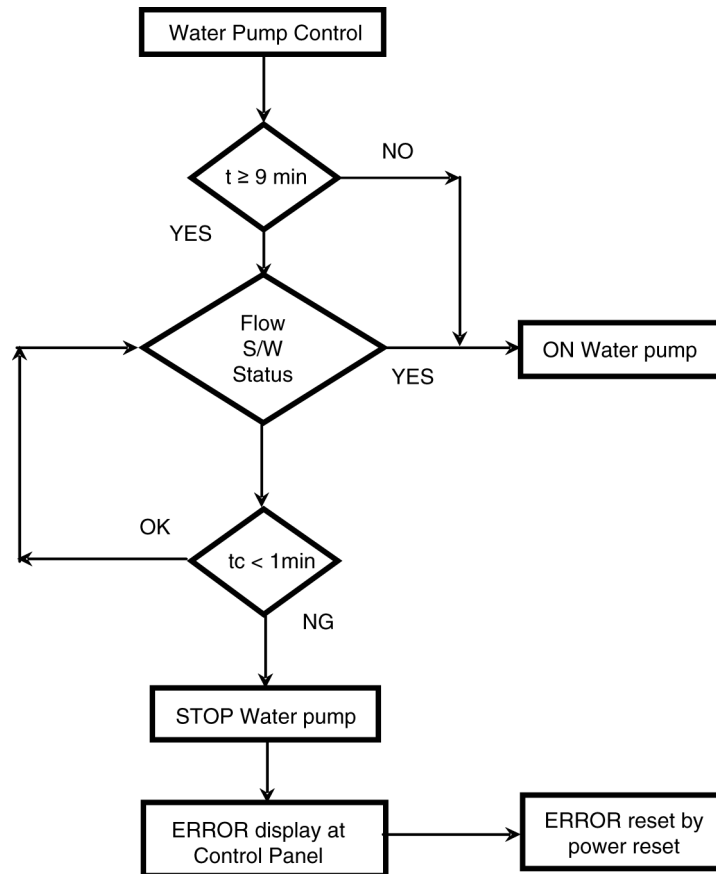 Water Pump Control
t ≥ 9 min
NO
YES
Flow
S/W
Status
YES
ON Water pump
OK
tc < 1min
NG
STOP Water pump
ERROR display at
Control Panel
ERROR reset by
power reset